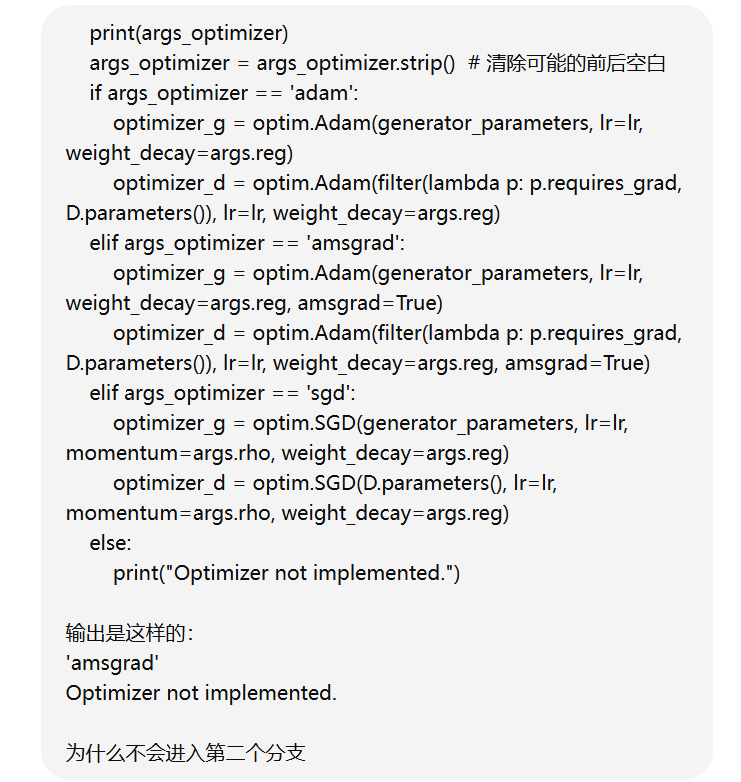 print(args_optimizer)
args_optimizer = args_optimizer.strip()  # 清除可能的前后空白
if args_optimizer == 'adam':
optimizer_g = optim.Adam(generator_parameters, lr=lr,
weight_decay=args.reg)
optimizer_d = optim.Adam(filter(lambda p: p.requires_grad,
D.parameters()), lr=lr, weight_decay=args.reg)
elif args_optimizer == 'amsgrad':
optimizer_g = optim.Adam(generator_parameters, lr=lr,
weight_decay=args.reg, amsgrad=True)
optimizer_d = optim.Adam(filter(lambda p: p.requires_grad,
D.parameters()), lr=lr, weight_decay=args.reg, amsgrad=True)
elif args_optimizer == 'sgd':
optimizer_g = optim.SGD(generator_parameters, lr=lr,
momentum=args.rho, weight_decay=args.reg)
optimizer_d = optim.SGD(D.parameters(), lr=lr,
momentum=args.rho, weight_decay=args.reg)
else:
print("Optimizer not implemented.")
输出是这样的：
'amsgrad'
Optimizer not implemented.
为什么不会进入第二个分支